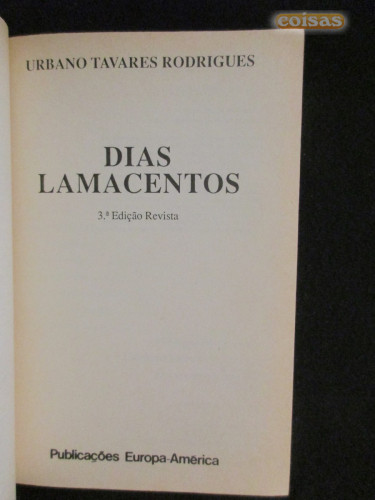 coisas
URBANO TAVARES RODRIGUES
DIAS
LAMACENTOS
3.ª Edição Revista
Publicações Europa-América